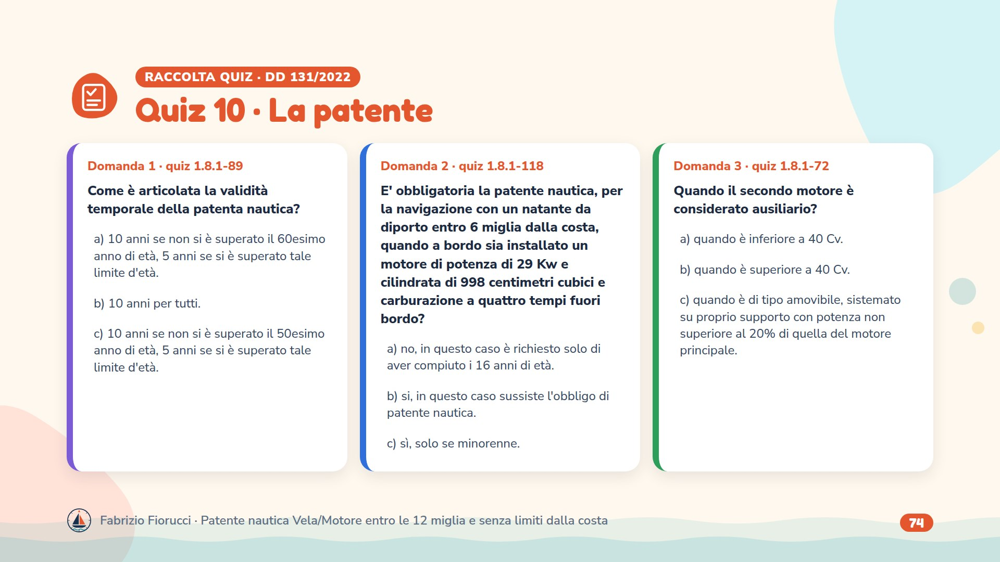 RACCOLTA QUIZ · DD 131/2022
Quiz 10 · La patente
Domanda 1 · quiz 1.8.1-89
Come è articolata la validità
temporale della patenta nautica?
a) 10 anni se non si è superato il 60esimo
anno di età, 5 anni se si è superato tale
limite d'età.
b) 10 anni per tutti.
c) 10 anni se non si è superato il 50esimo
anno di età, 5 anni se si è superato tale
limite d'età.
Domanda 2 · quiz 1.8.1-118
E' obbligatoria la patente nautica, per
la navigazione con un natante da
diporto entro 6 miglia dalla costa,
quando a bordo sia installato un
motore di potenza di 29 Kw e
cilindrata di 998 centimetri cubici e
carburazione a quattro tempi fuori
bordo?
a) no, in questo caso è richiesto solo di
aver compiuto i 16 anni di età.
b) si, in questo caso sussiste l'obbligo di
patente nautica.
c) sì, solo se minorenne.
Domanda 3 · quiz 1.8.1-72
Quando il secondo motore è
considerato ausiliario?
a) quando è inferiore a 40 Cv.
b) quando è superiore a 40 Cv.
c) quando è di tipo amovibile, sistemato
su proprio supporto con potenza non
superiore al 20% di quella del motore
principale.
Fabrizio Fiorucci · Patente nautica Vela/Motore entro le 12 miglia e senza limiti dalla costa
74